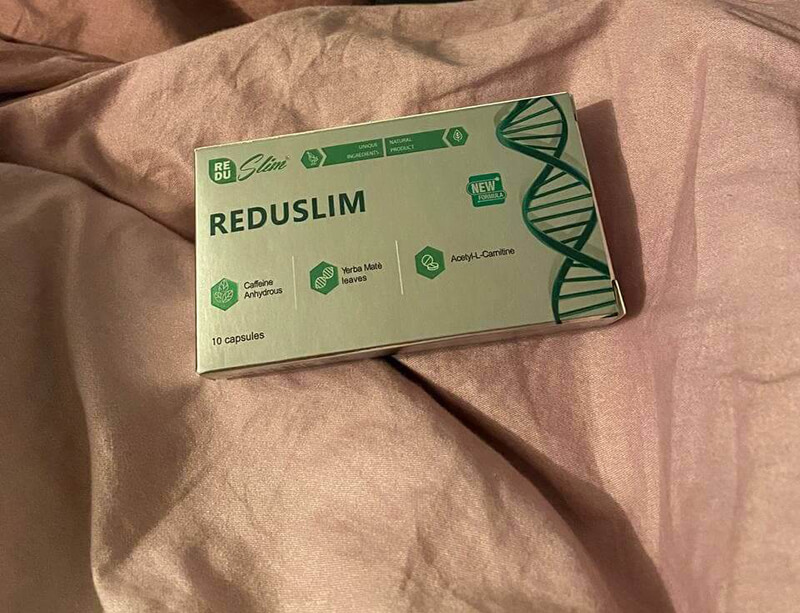 RE
DU
Slim
UNIQUE
INGREDIENTS
NATURAL
PRODUCT
REDUSLIM
NEW
FORMULA
Caffeine
Anhydrous
Yerba Maté
leaves
Acetyl-L-Carnitine
10 capsules